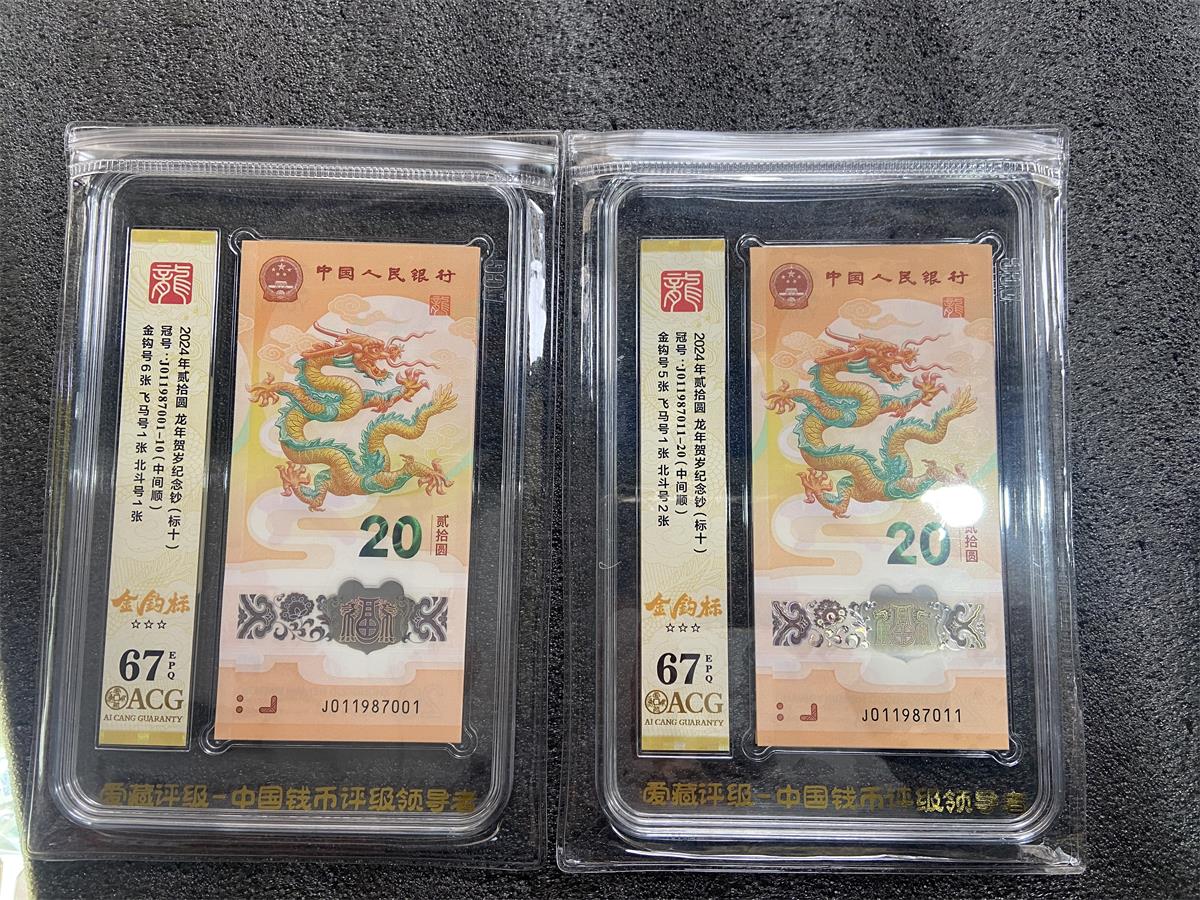 龍
2024年贰拾圆 龙年贺岁纪念钞(标十)
冠号:J011987001-10(中间顺)
金钩号6张 飞马号1张 北斗号1张
金钩标
67
EPQ
ACG
AI CANG GUARANTY
中国人民银行
龍
20
贰拾圆
福
J011987001
ACG
爱藏评级-中国钱币评级领导者
龍
2024年贰拾圆 龙年贺岁纪念钞(标十)
冠号:J011987011-20(中间顺)
金钩号5张 飞马号1张 北斗号2张
金钩标
67
EPQ
ACG
AI CANG GUARANTY
中国人民银行
龍
20
贰拾圆
福
J011987011
爱藏评级-中国钱币评级领导者